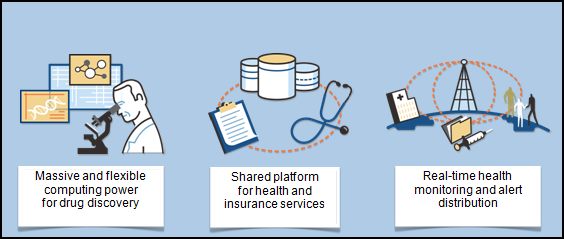 Massive and flexible
computing power
for drug discovery
Shared platform
for health and
insurance services
Real-time health
monitoring and alert
distribution